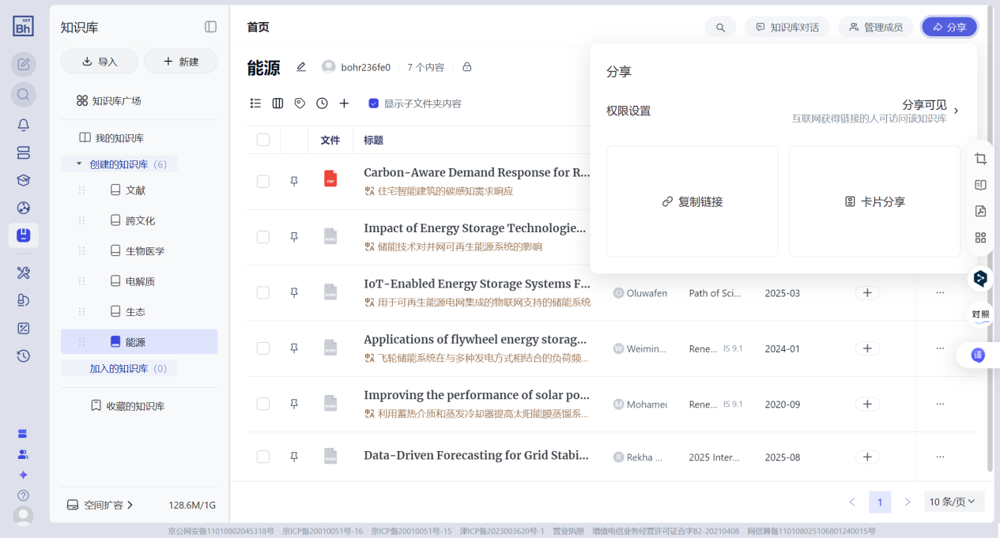 107
Bh
知识库
导入
新建
知识库广场
我的知识库
创建的知识库 (6)
文献
跨文化
生物医学
电解质
生态
能源
加入的知识库 (0)
收藏的知识库
空间扩容
128.6M/1G
首页
知识库对话
管理成员
分享
能源
bohr236fe0
7 个内容
显示子文件夹内容
文件
标题
PDF
Carbon-Aware Demand Response for R...
住宅智能建筑的碳感知需求响应
NONE
Impact of Energy Storage Technologie...
储能技术对并网可再生能源系统的影响
NONE
IoT-Enabled Energy Storage Systems F...
用于可再生能源电网集成的物联网支持的储能系统
O Oluwafem
Path of Sci...
2025-03
NONE
Applications of flywheel energy storag...
飞轮储能系统在与多种发电方式相结合的负荷频...
W Weimin...
Rene... IS 9.1
2024-01
NONE
Improving the performance of solar po...
利用蓄热介质和蒸发冷却器提高太阳能膜蒸馏系...
M Mohamed
Rene... IS 9.1
2020-09
NONE
Data-Driven Forecasting for Grid Stabi...
R Rekha ...
2025 Inter...
2025-08
分享
权限设置
分享可见
互联网获得链接的人可访问该知识库
复制链接
卡片分享
对照
译
1
10 条/页
京公网安备11010802045318号 京ICP备20010051号-16 京ICP备20010051号-15 津ICP备2023003620号-1 营业执照 增值电信业务经营许可证合字B2-20210408 网信算备110108025106801240015号